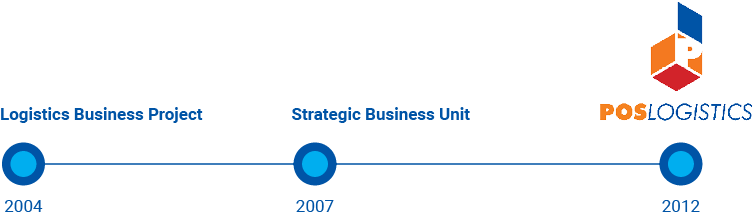 P
Logistics Business Project
Strategic Business Unit
POSLOGISTICS
2004
2007
2012